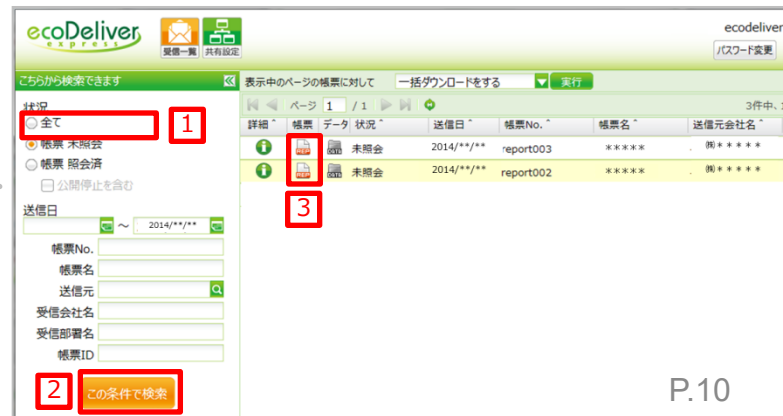 ecoDeliver
express
受信一覧
共有設定
ecodeliver
パスワード変更
こちらから検索できます
表示中のページの帳票に対して
一括ダウンロードをする
実行
状況
全て
1
帳票 未照会
帳票 照会済
公開停止を含む
送信日
～ 2014/**/**
帳票No.
帳票名
送信元
受信会社名
受信部署名
帳票ID
2
この条件で検索
ページ 1 / 1
3件中、
詳細 帳票 データ 状況 送信日 帳票No. 帳票名 送信元会社名
REP DATA 未照会 2014/**/** report003 ***** ㈱*****
REP DATA 未照会 2014/**/** report002 ***** ㈱*****
3
P.10